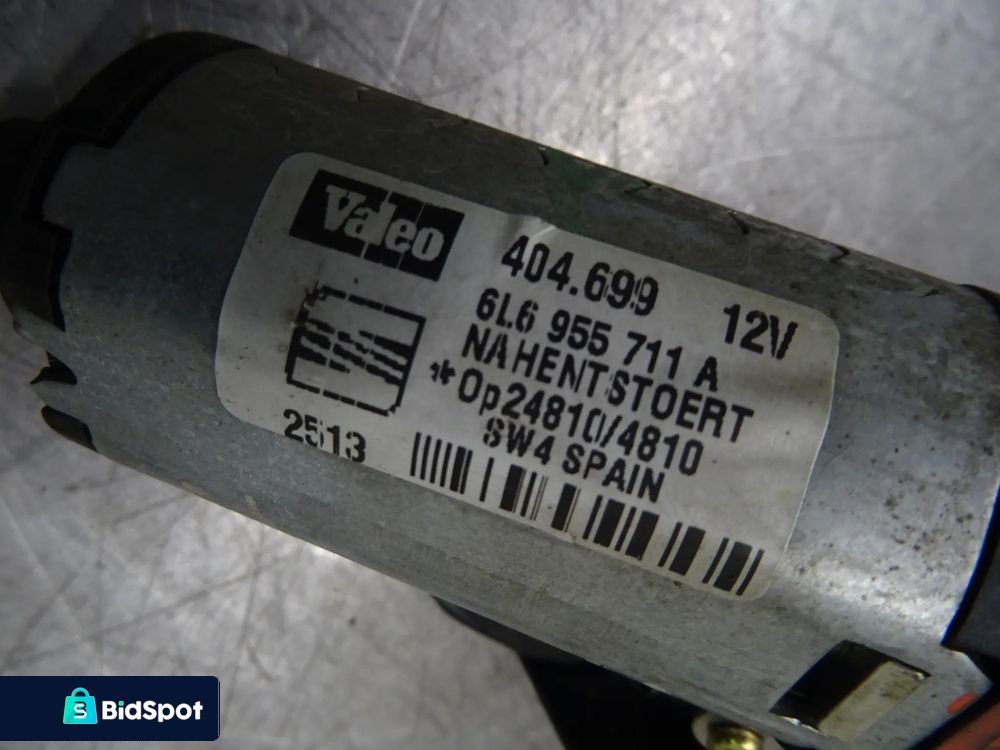 Valeo
404.699
12V
6L6 955 711 A
NAHENTSTOERT
*Op24810/4810
SW4 SPAIN
2513
BidSpot